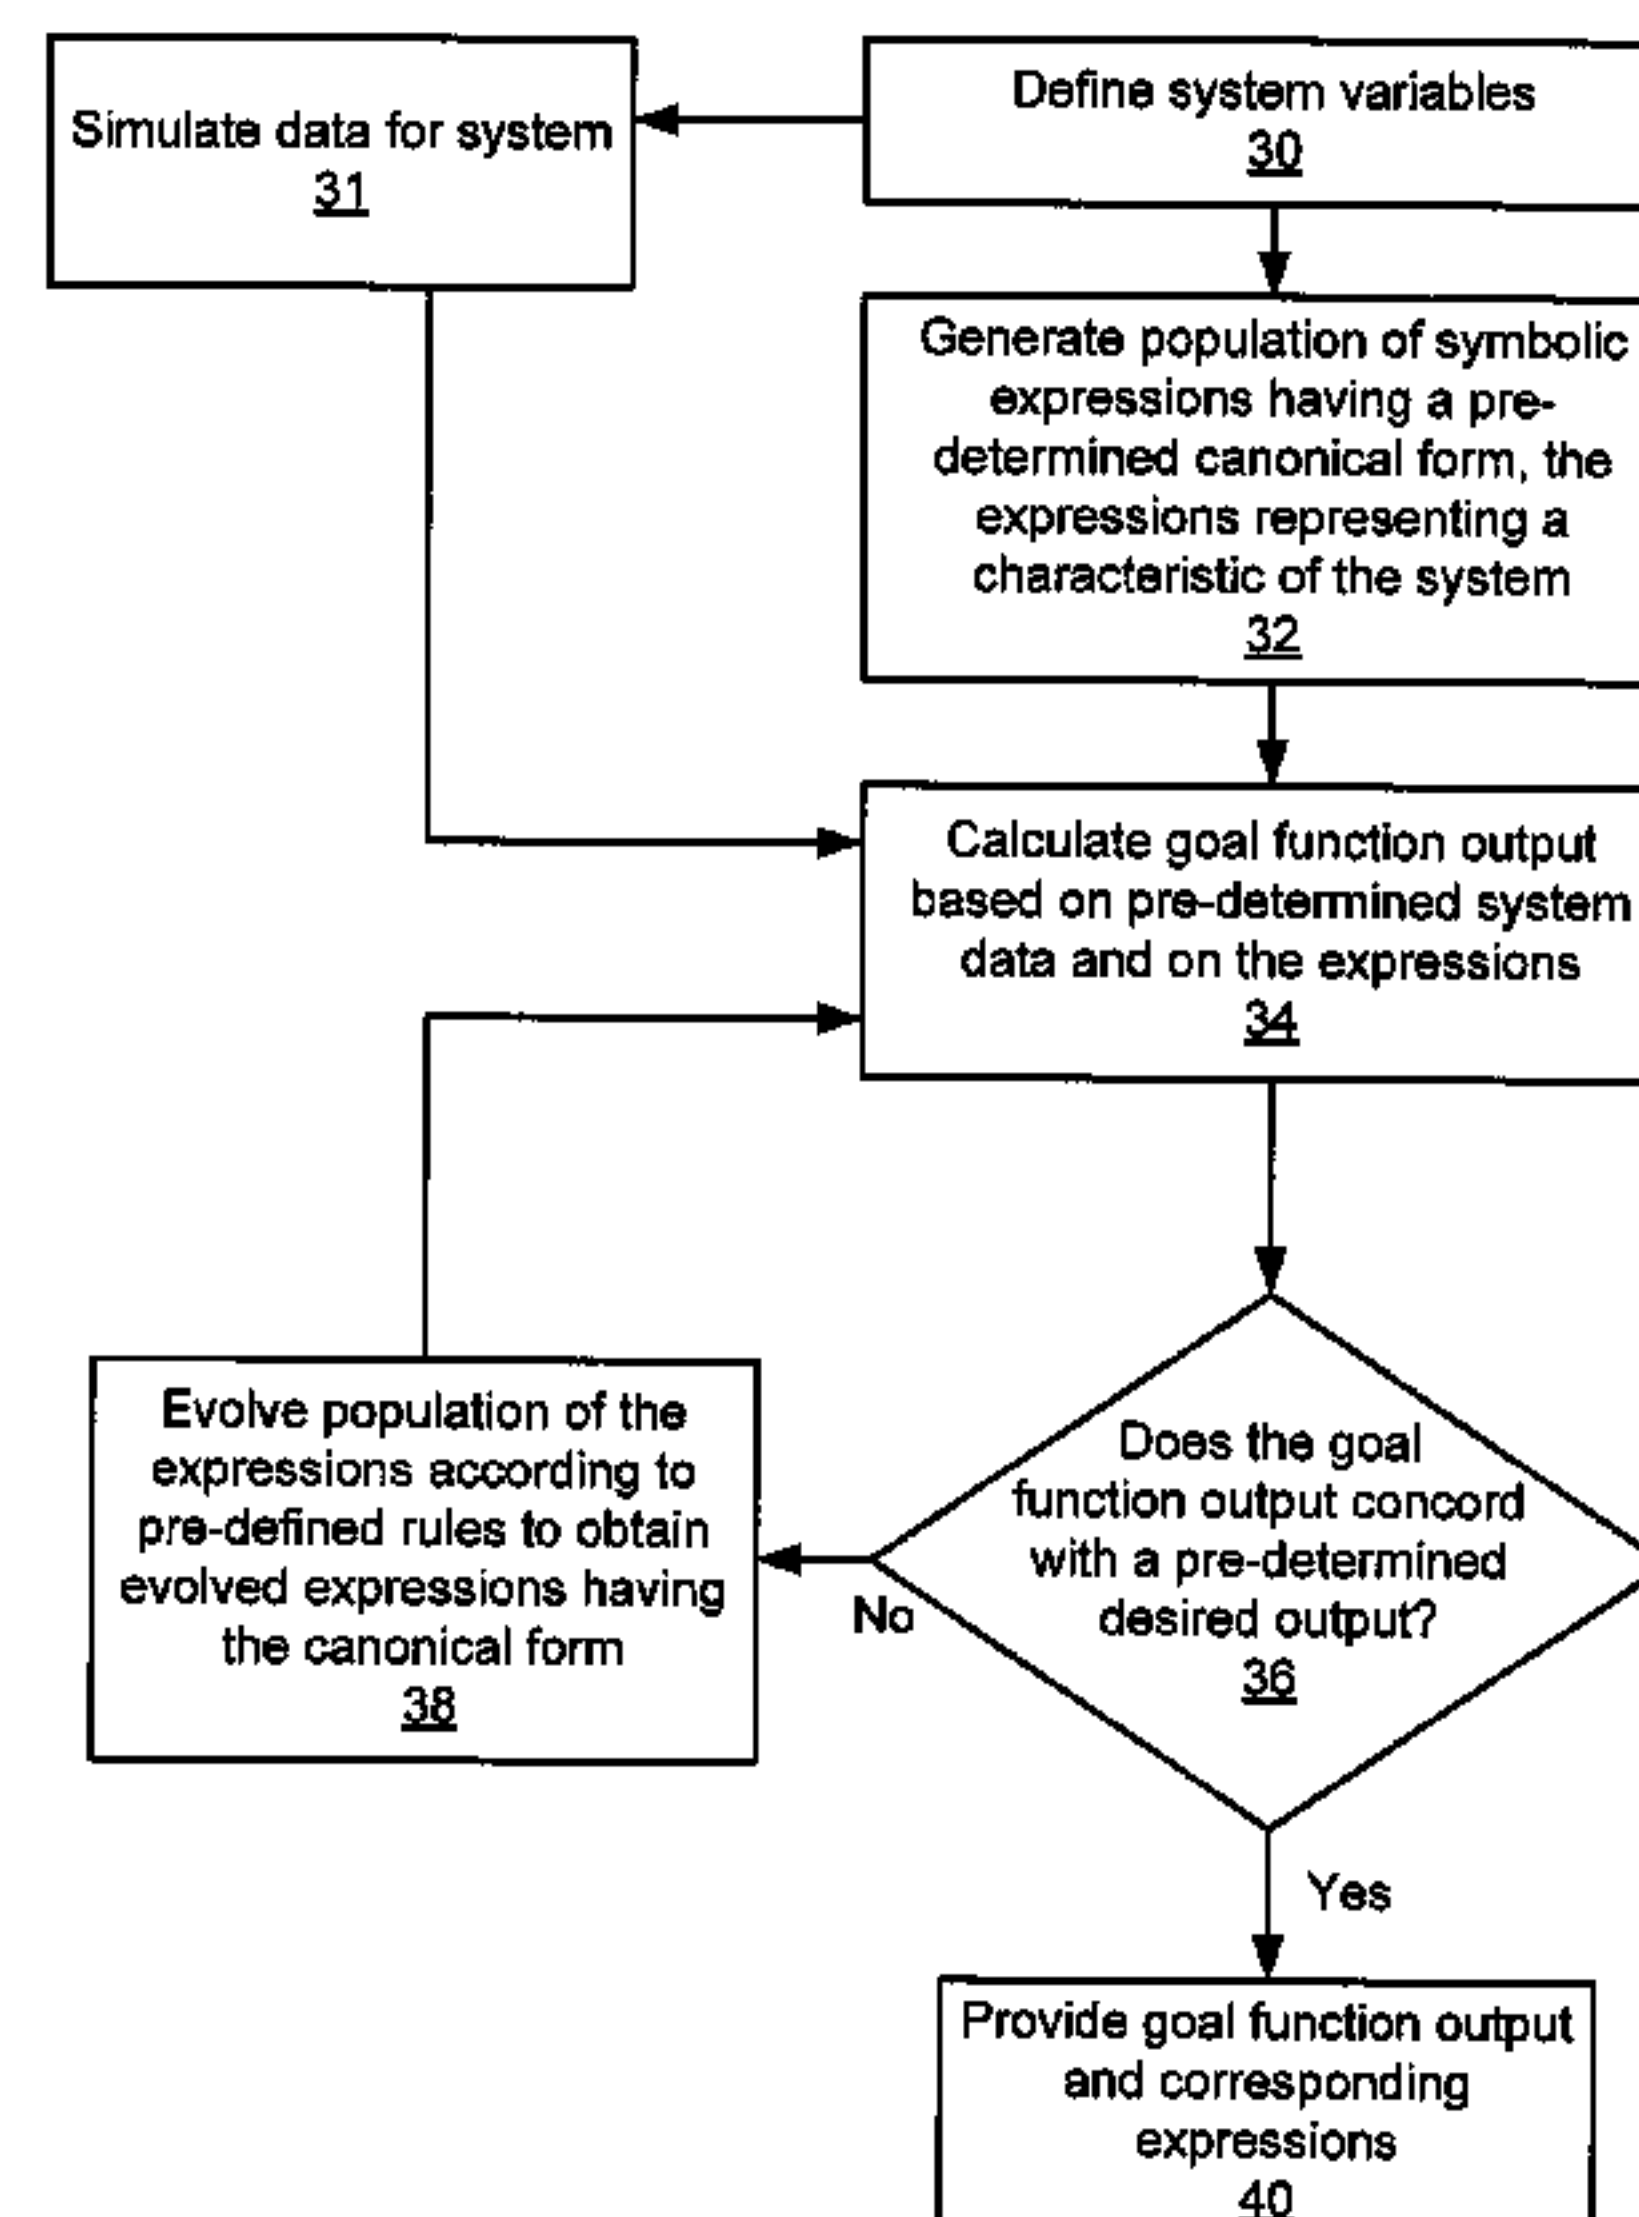 Simulate data for system
31
Define system variables
30
Generate population of symbolic
expressions having a pre-
determined canonical form, the
expressions representing a
characteristic of the system
32
Calculate goal function output
based on pre-determined system
data and on the expressions
34
Does the goal
function output concord
with a pre-determined
desired output?
36
No
Evolve population of the
expressions according to
pre-defined rules to obtain
evolved expressions having
the canonical form
38
Yes
Provide goal function output
and corresponding
expressions
40